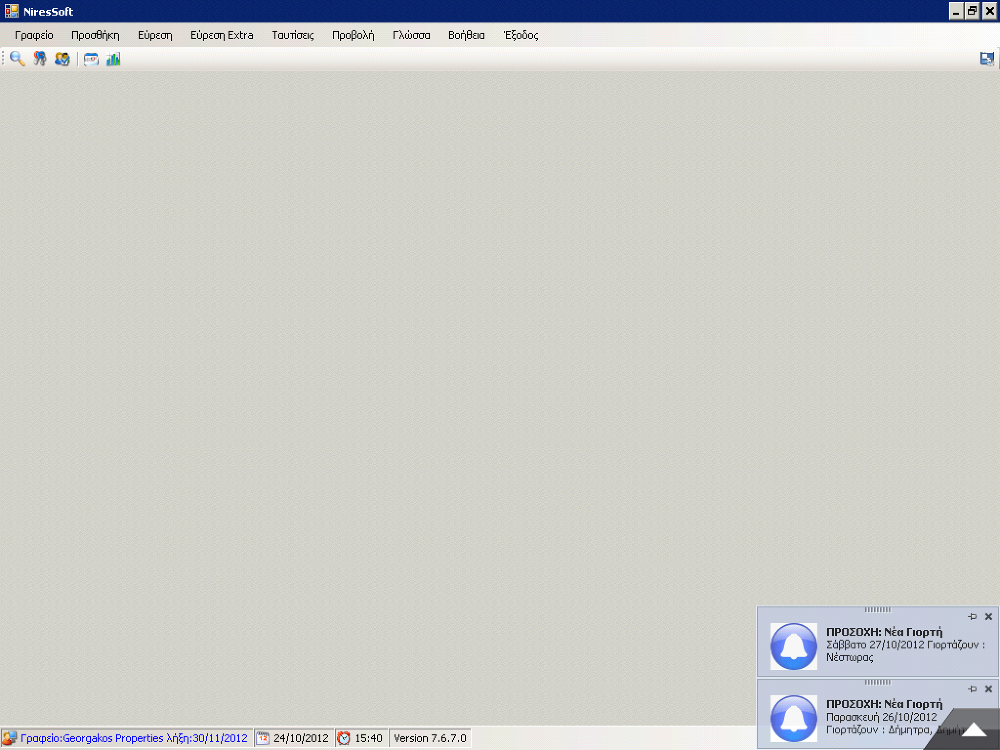 NiresSoft
Γραφείο Προσθήκη Εύρεση Εύρεση Extra Ταυτίσεις Προβολή Γλώσσα Βοήθεια Έξοδος
ΠΡΟΣΟΧΗ: Νέα Γιορτή
Σάββατο 27/10/2012 Γιορτάζουν :
Νέστωρας
ΠΡΟΣΟΧΗ: Νέα Γιορτή
Παρασκευή 26/10/2012
Γιορτάζουν : Δήμητρα,
Γραφείο:Georgakos Properties λήξη:30/11/2012 24/10/2012 15:40 Version 7.6.7.0